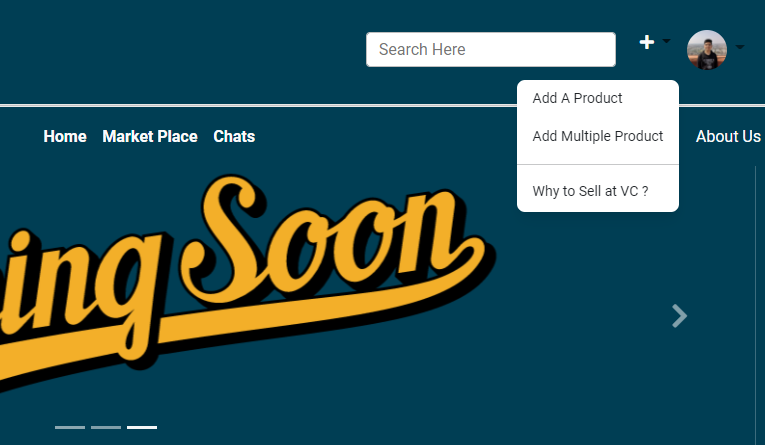 Search Here
Add A Product
Add Multiple Product
Why to Sell at VC ?
Home Market Place Chats About Us
ing Soon